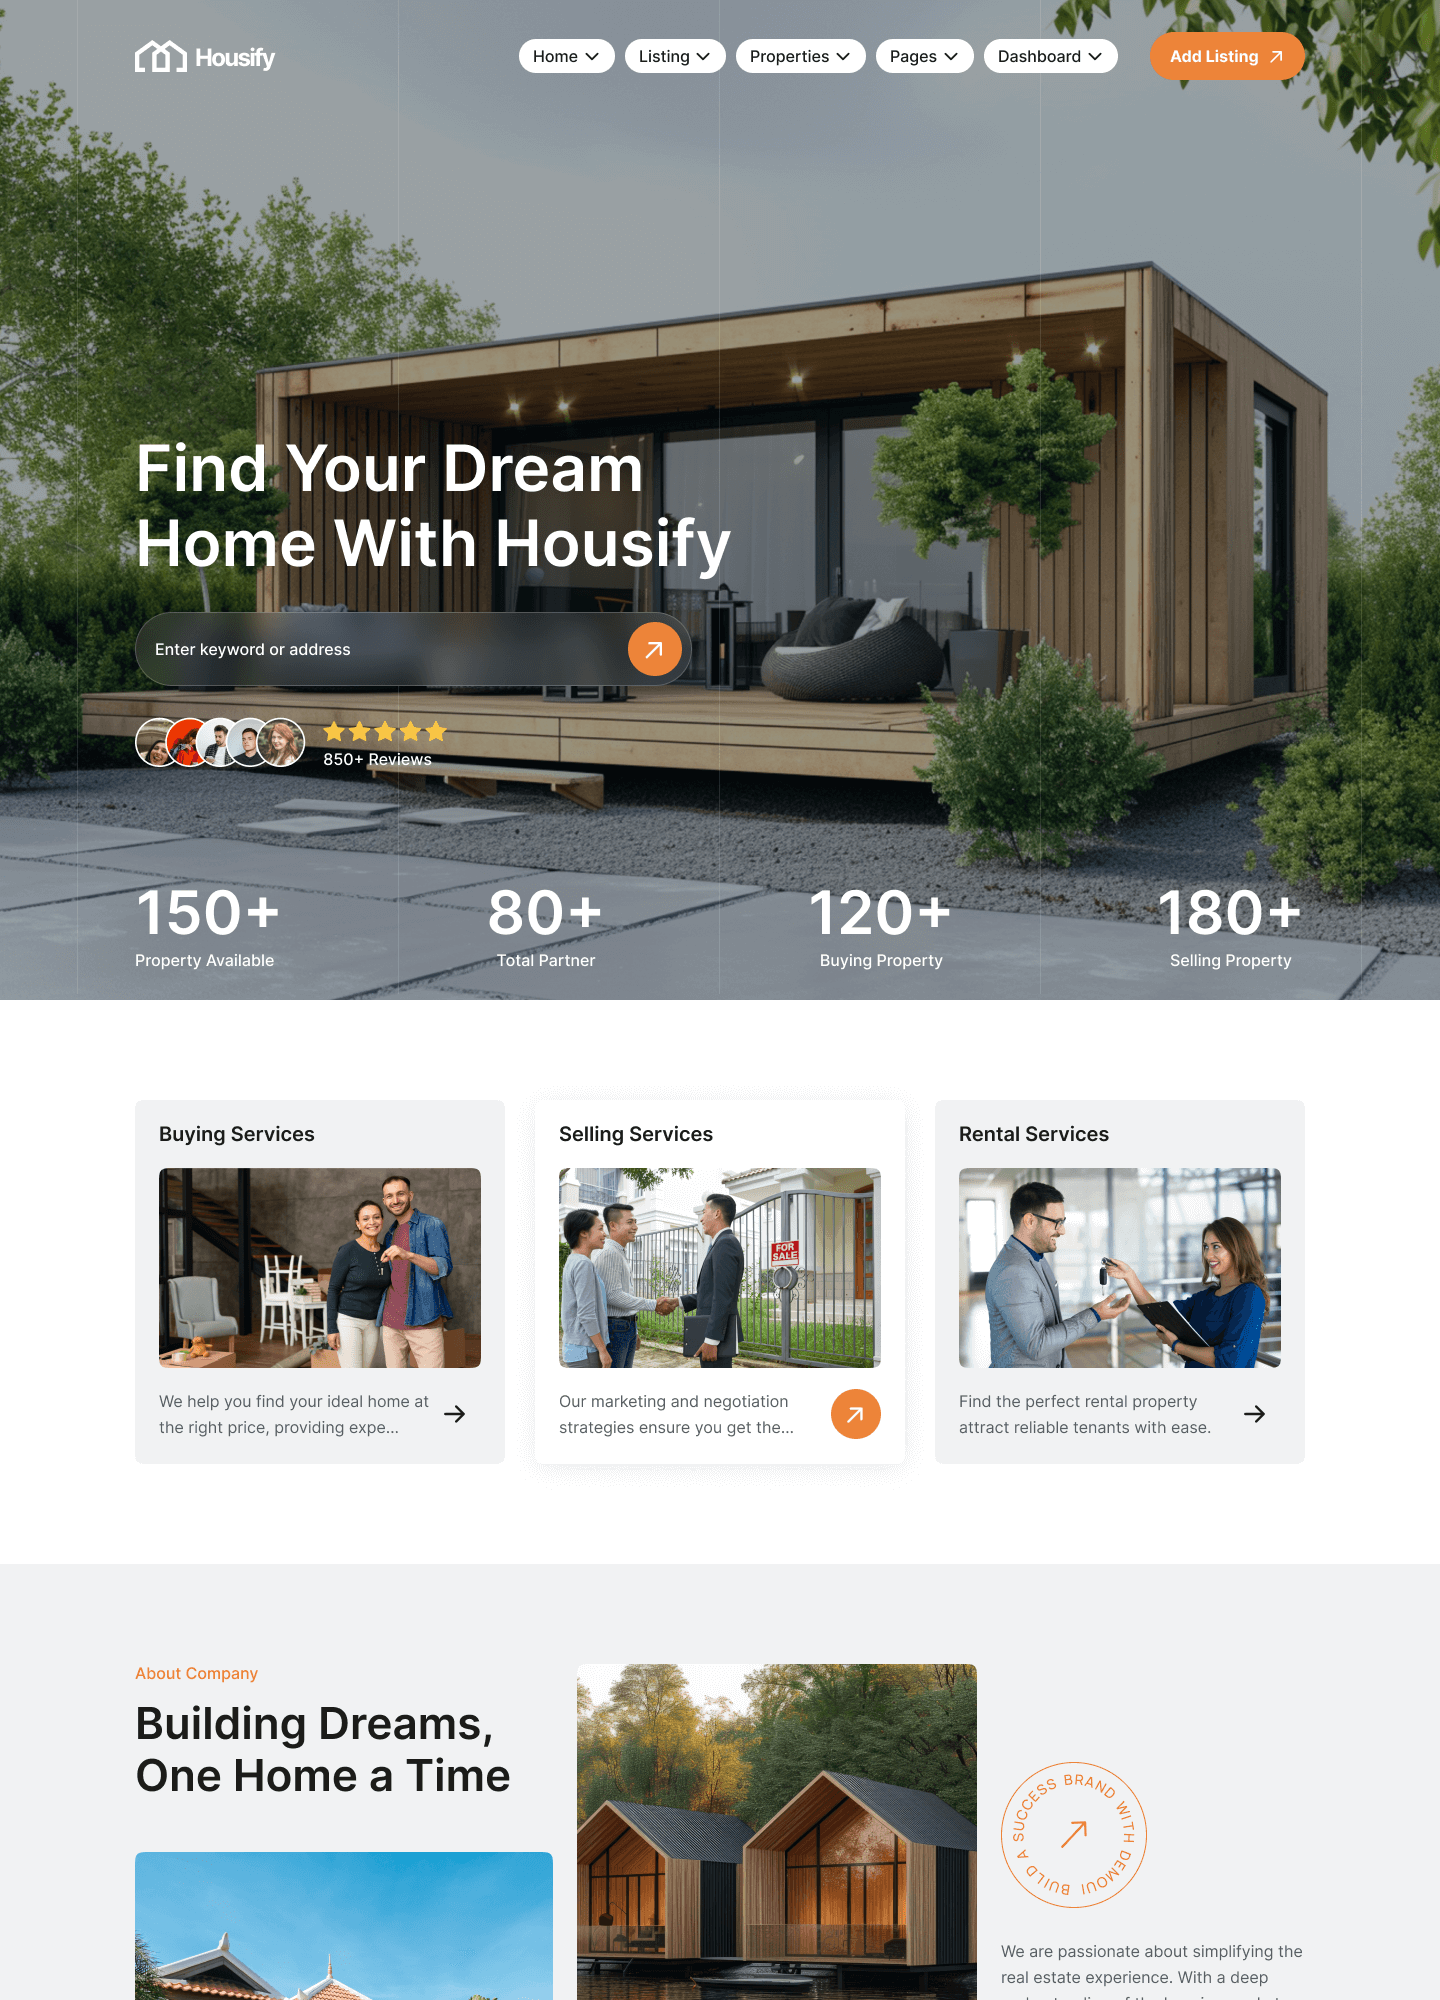 Housify
Home
Listing
Properties
Pages
Dashboard
Add Listing
Find Your Dream
Home With Housify
Enter keyword or address
850+ Reviews
150+
Property Available
80+
Total Partner
120+
Buying Property
180+
Selling Property
Buying Services
We help you find your ideal home at
the right price, providing expe...
Selling Services
FOR
SALE
Our marketing and negotiation
strategies ensure you get the...
Rental Services
Find the perfect rental property
attract reliable tenants with ease.
About Company
Building Dreams,
One Home a Time
BUILD A SUCCESS BRAND WITH DEMOUI
We are passionate about simplifying the
real estate experience. With a deep